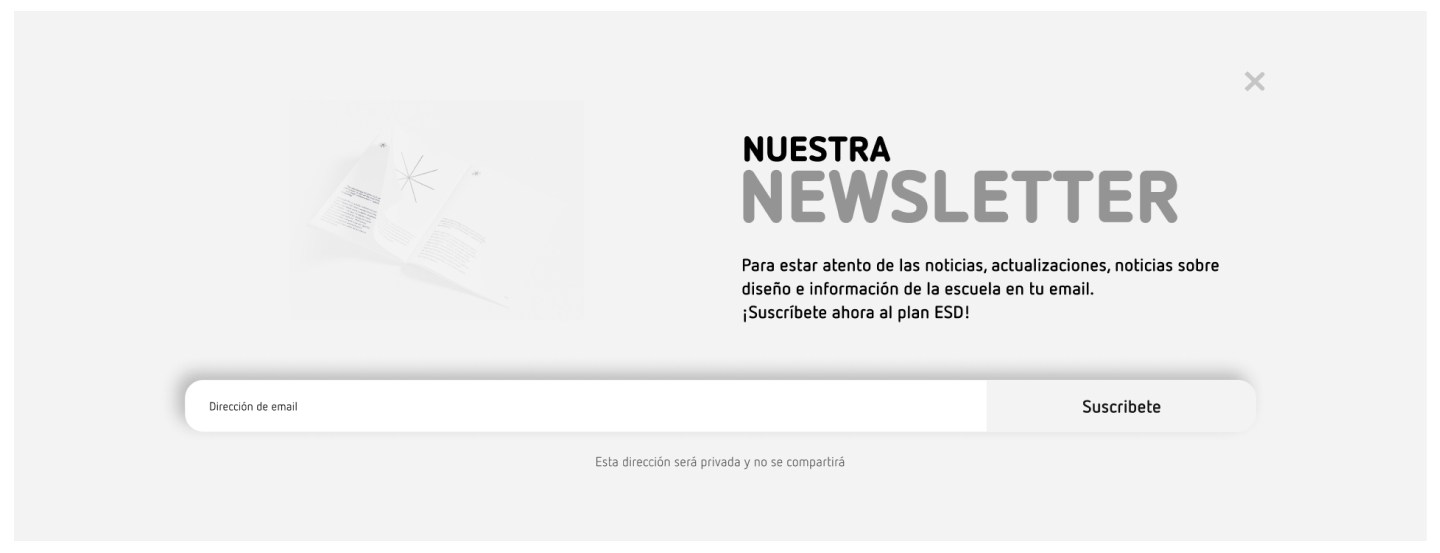 NUESTRA
NEWSLETTER
Para estar atento de las noticias, actualizaciones, noticias sobre
diseño e información de la escuela en tu email.
¡Suscríbete ahora al plan ESD!
Dirección de email
Suscribete
Esta dirección será privada y no se compartirá